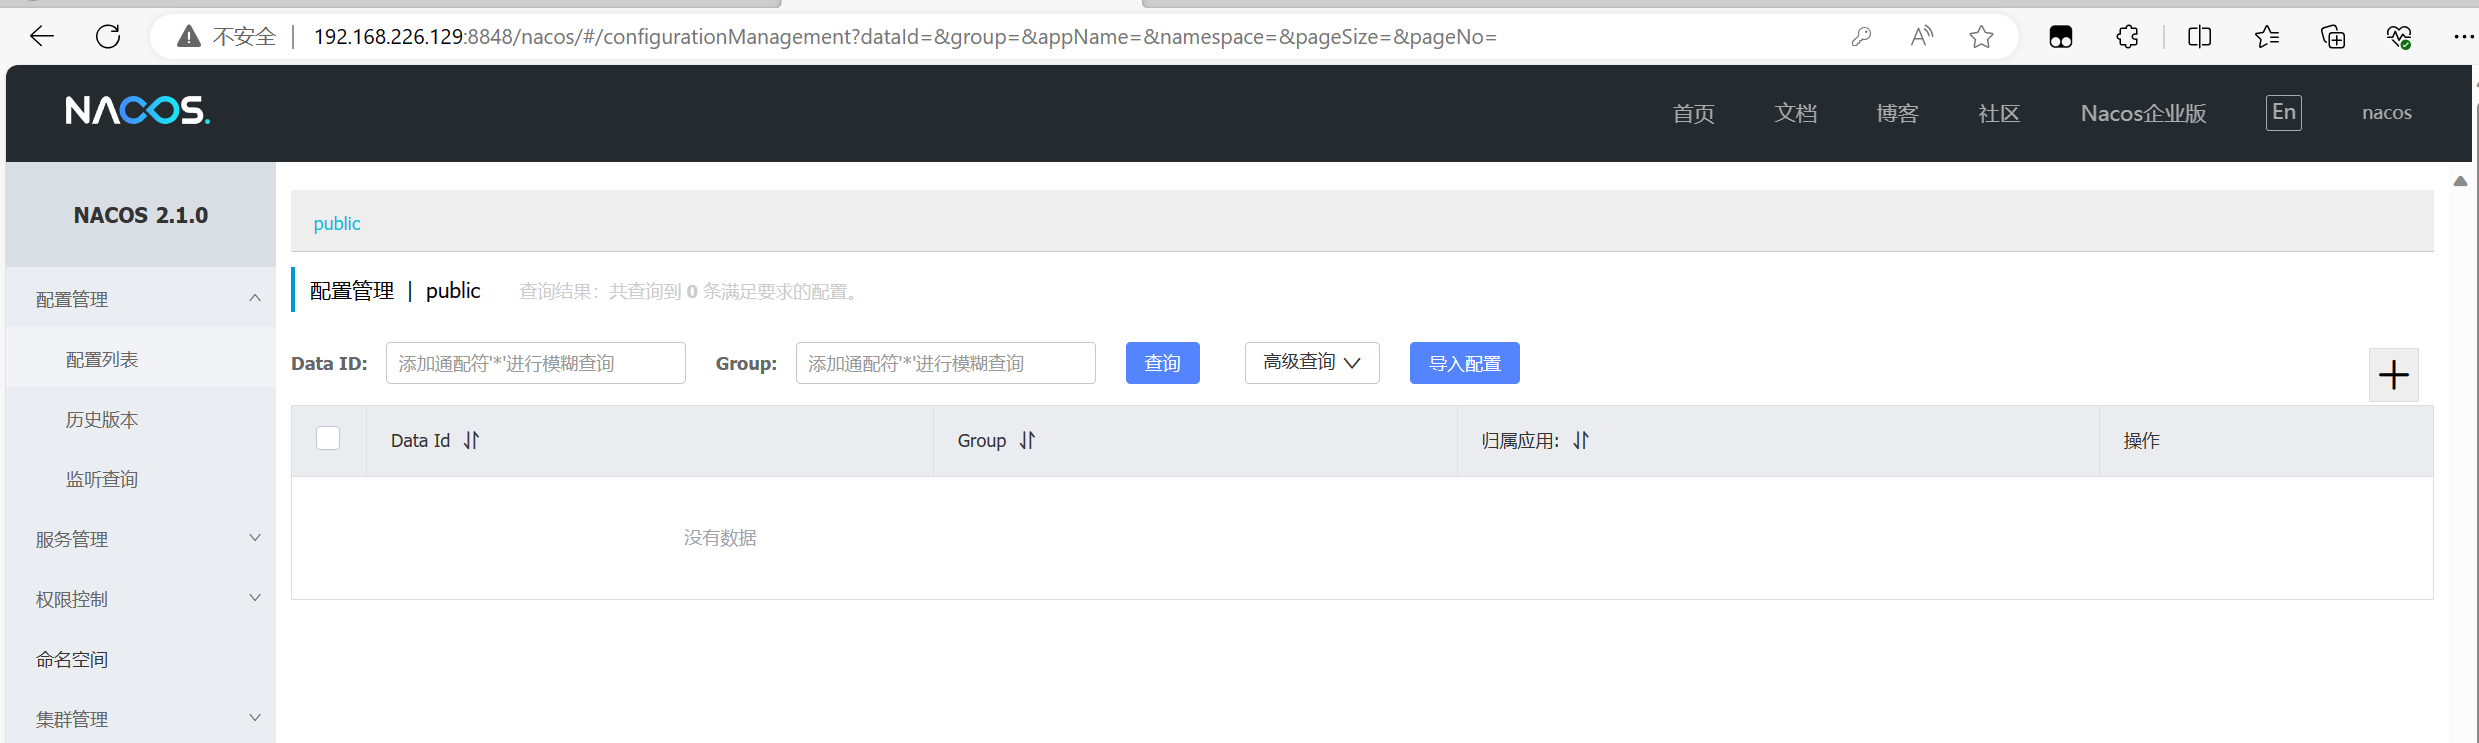 不安全 192.168.226.129:8848/nacos/#/configurationManagement?dataId=&group=&appName=&namespace=&pageSize=&pageNo=
NACOS. 首页 文档 博客 社区 Nacos企业版 En nacos
NACOS 2.1.0
配置管理
配置列表
历史版本
监听查询
服务管理
权限控制
命名空间
集群管理
public
配置管理 | public 查询结果：共查询到 0 条满足要求的配置。
Data ID: 添加通配符'*'进行模糊查询 Group: 添加通配符'*'进行模糊查询 查询 高级查询 导入配置
Data Id Group 归属应用: 操作
没有数据